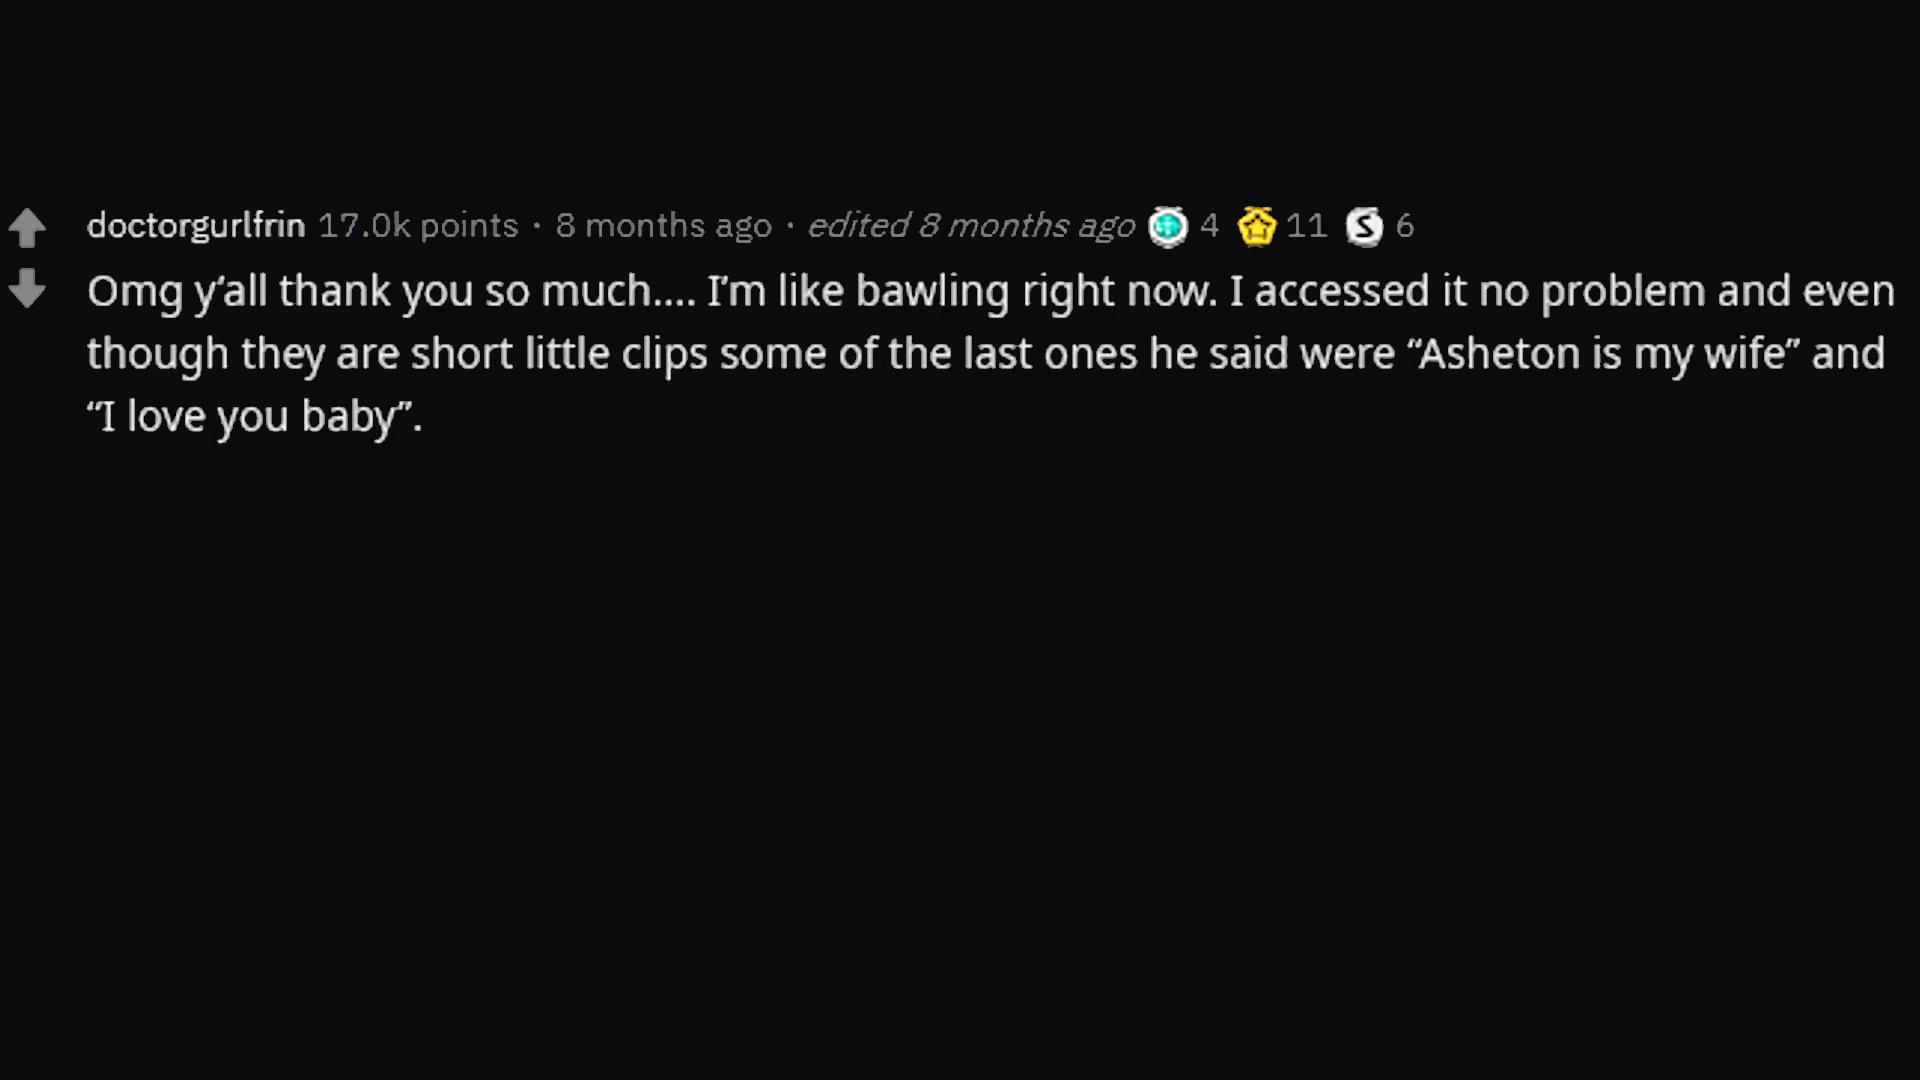 doctorgurlfrin 17.0k points · 8 months ago · edited 8 months ago 4 11 S 6
Omg y’all thank you so much.... I’m like bawling right now. I accessed it no problem and even
though they are short little clips some of the last ones he said were “Asheton is my wife” and
“I love you baby”.